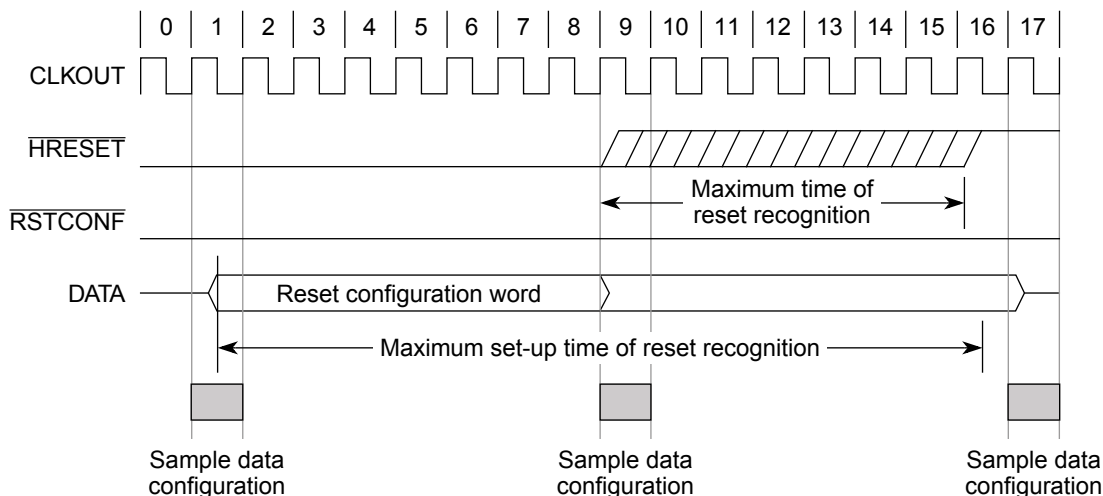 0 1 2 3 4 5 6 7 8 9 10 11 12 13 14 15 16 17
CLKOUT
HRESET
Maximum time of
reset recognition
RSTCONF
DATA
Reset configuration word
Maximum set-up time of reset recognition
Sample data Sample data Sample data
configuration configuration configuration